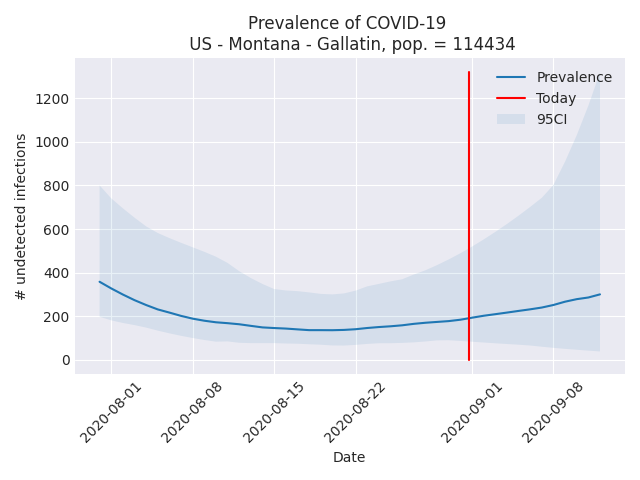 Prevalence of COVID-19
US - Montana - Gallatin, pop. = 114434
Prevalence
Today
95CI
# undetected infections
1200
1000
800
600
400
200
0
2020-08-01
2020-08-08
2020-08-15
2020-08-22
2020-09-01
2020-09-08
Date